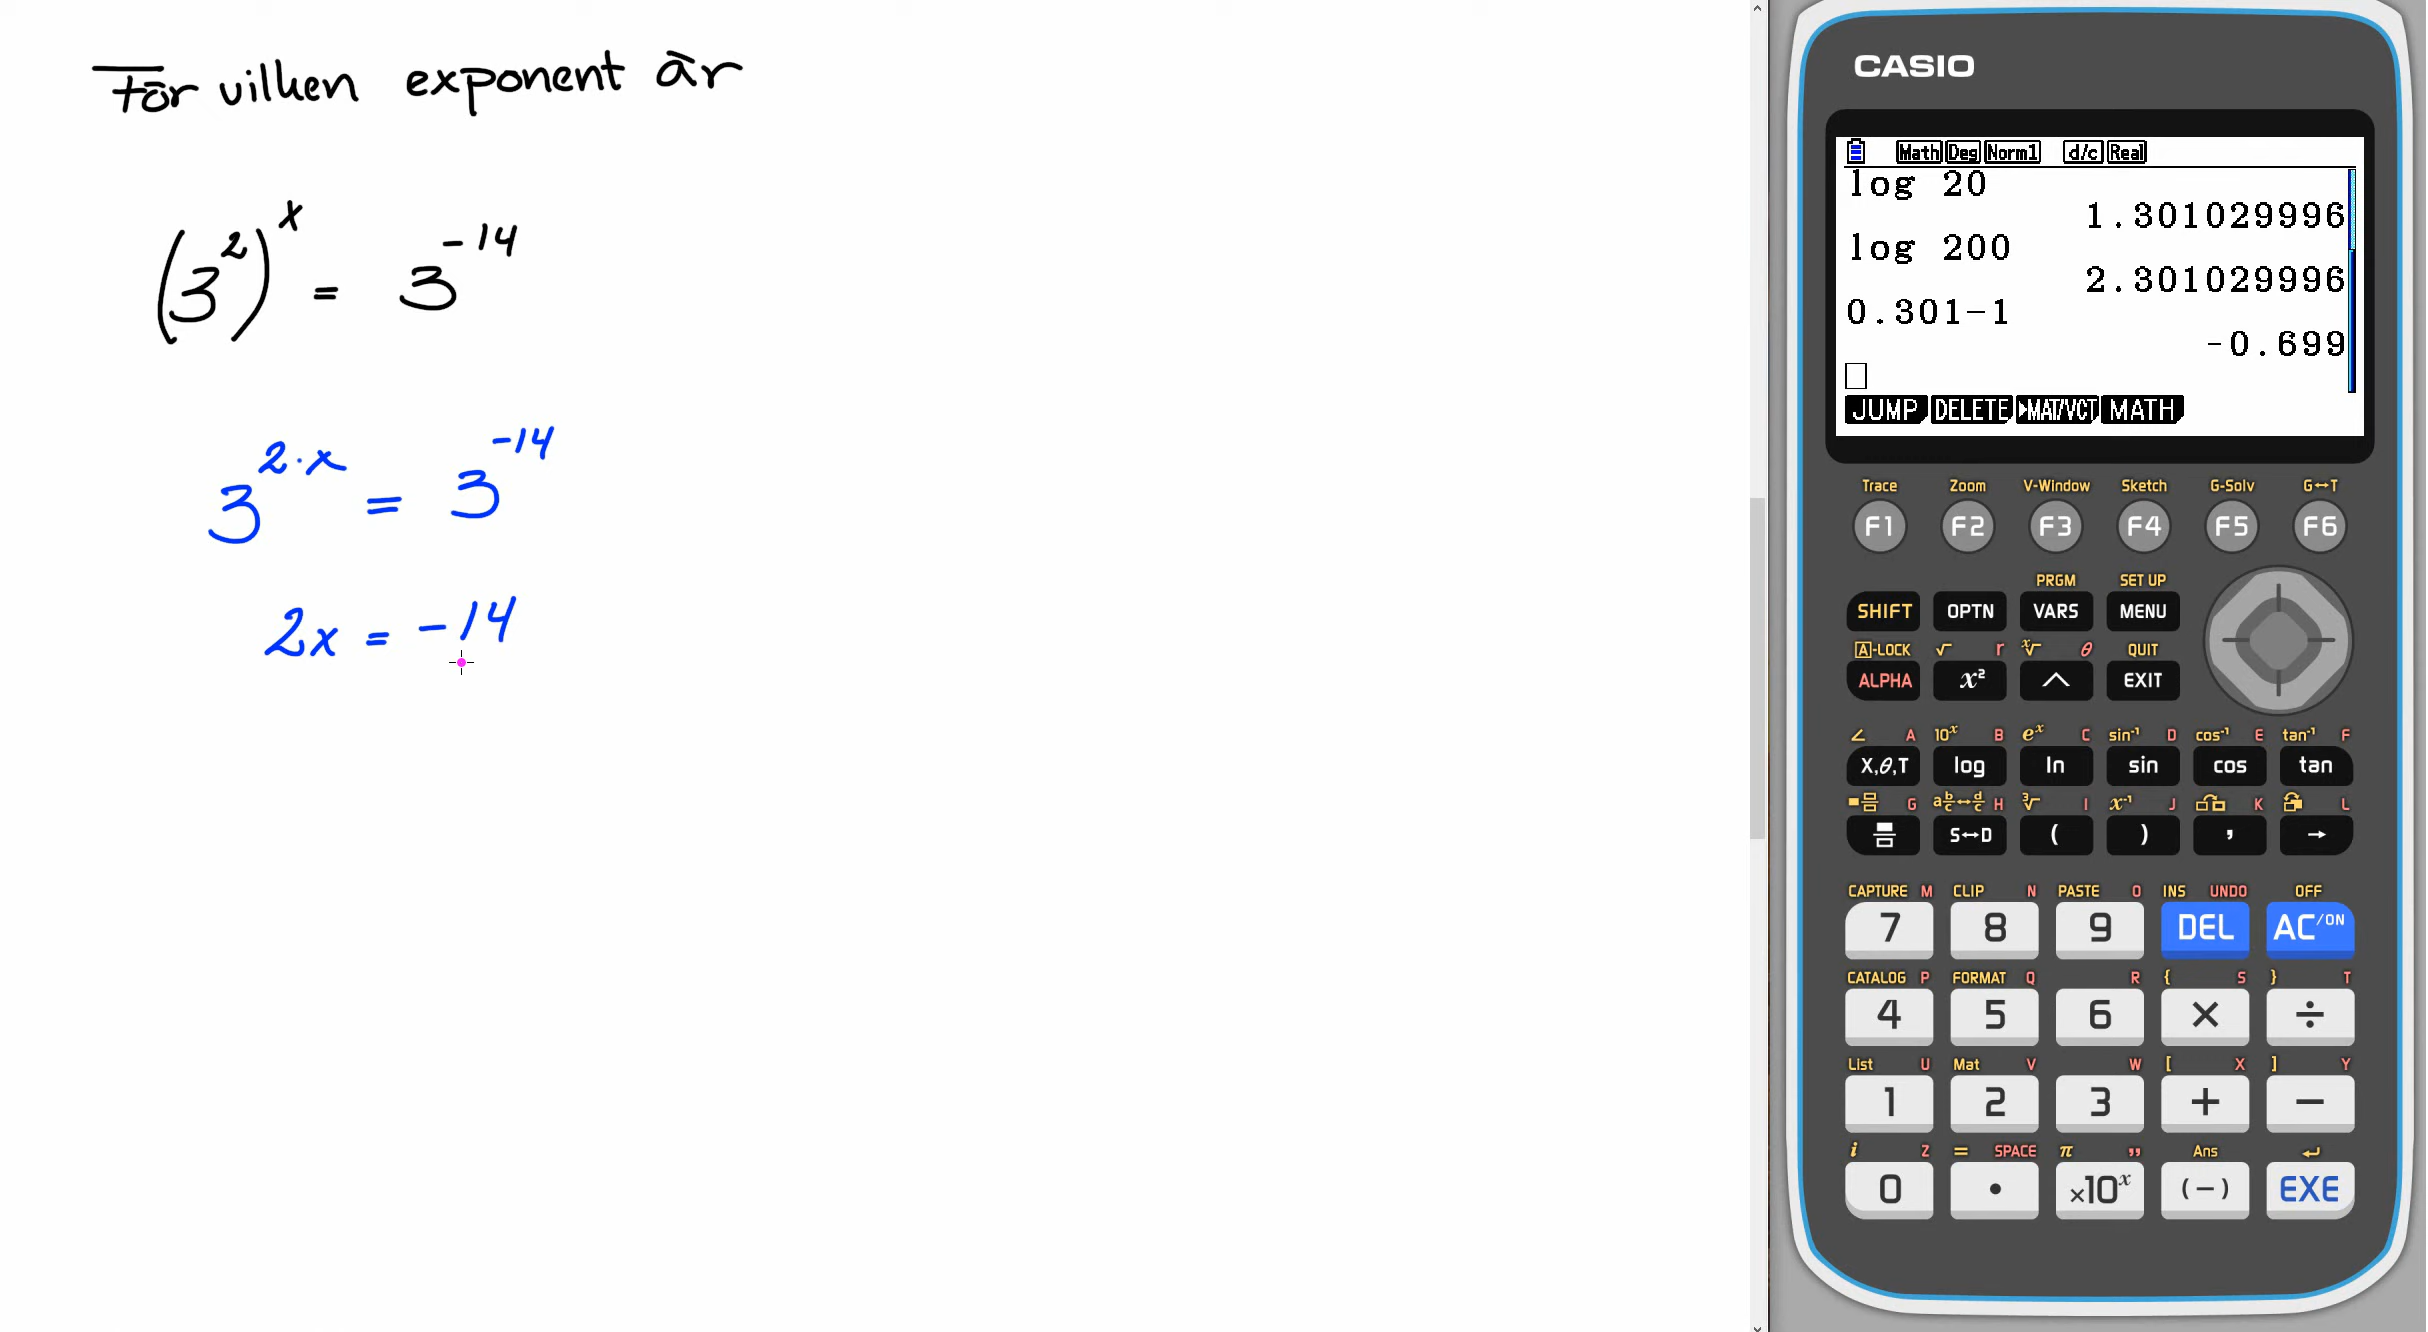 För vilken exponent är
(3²)ˣ = 3⁻¹⁴
3²·ˣ = 3⁻¹⁴
2x = -14
CASIO
Math Deg Norm1 d/c Real
log 20
1.301029996
log 200
2.301029996
0.301-1
-0.699
JUMP DELETE ▶MAT/VCT MATH
Trace Zoom V-Window Sketch G-Solv G↔T
F1 F2 F3 F4 F5 F6
PRGM SET UP
SHIFT OPTN VARS MENU
A-LOCK √ r ˣ√ θ QUIT
ALPHA x² ^ EXIT
∠ A 10ˣ B eˣ C sin⁻¹ D cos⁻¹ E tan⁻¹ F
X,θ,T log ln sin cos tan
G a b/c↔d/c H ³√ I x⁻¹ J K L
S↔D ( ) , →
CAPTURE M CLIP N PASTE O INS UNDO OFF
7 8 9 DEL AC/ON
CATALOG P FORMAT Q R { S } T
4 5 6 × ÷
List U Mat V W [ X ] Y
1 2 3 + −
i Z = SPACE π " Ans ↵
0 • ×10ˣ (−) EXE